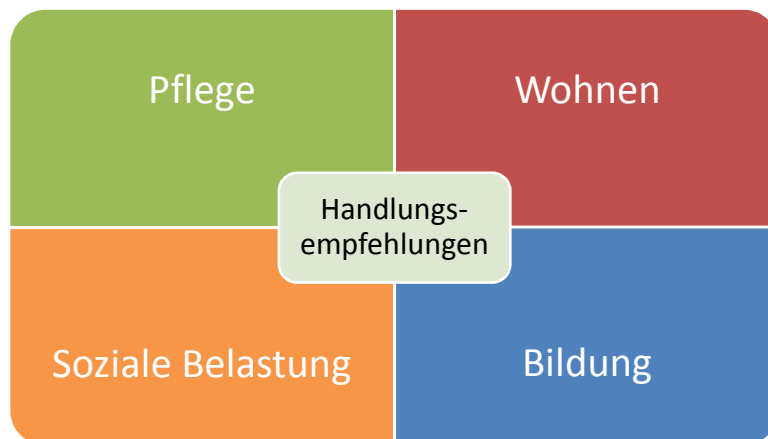 Pflege
Wohnen
Handlungs-
empfehlungen
Soziale Belastung
Bildung